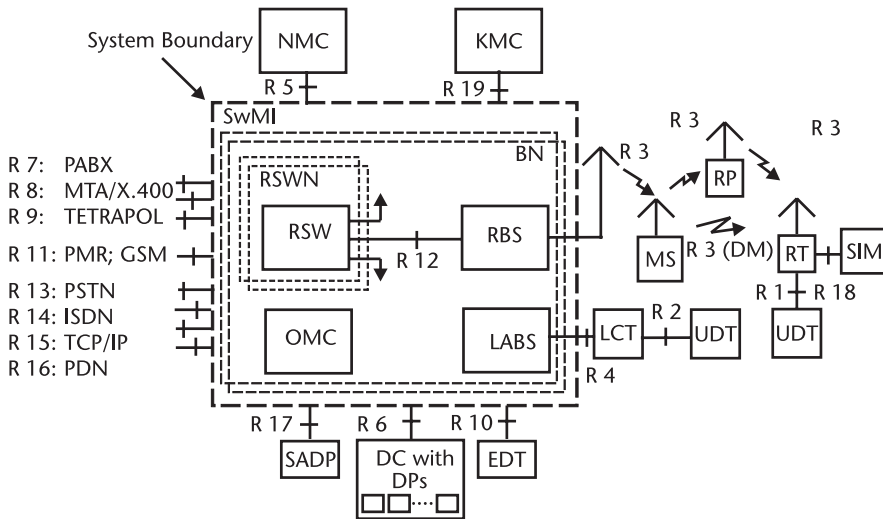 System Boundary
NMC
KMC
R 5
R 19
SwMI
BN
R 3
R 3
R 3
RSWN
RP
R 7: PABX
R 8: MTA/X.400
R 9: TETRAPOL
RSW
RBS
R 12
R 11: PMR; GSM
MS
R 3 (DM)
RT
SIM
R 13: PSTN
R 14: ISDN
R 15: TCP/IP
R 16: PDN
R 1
R 18
R 2
OMC
LABS
LCT
UDT
UDT
R 4
R 17
R 6
R 10
SADP
DC with
DPs
EDT